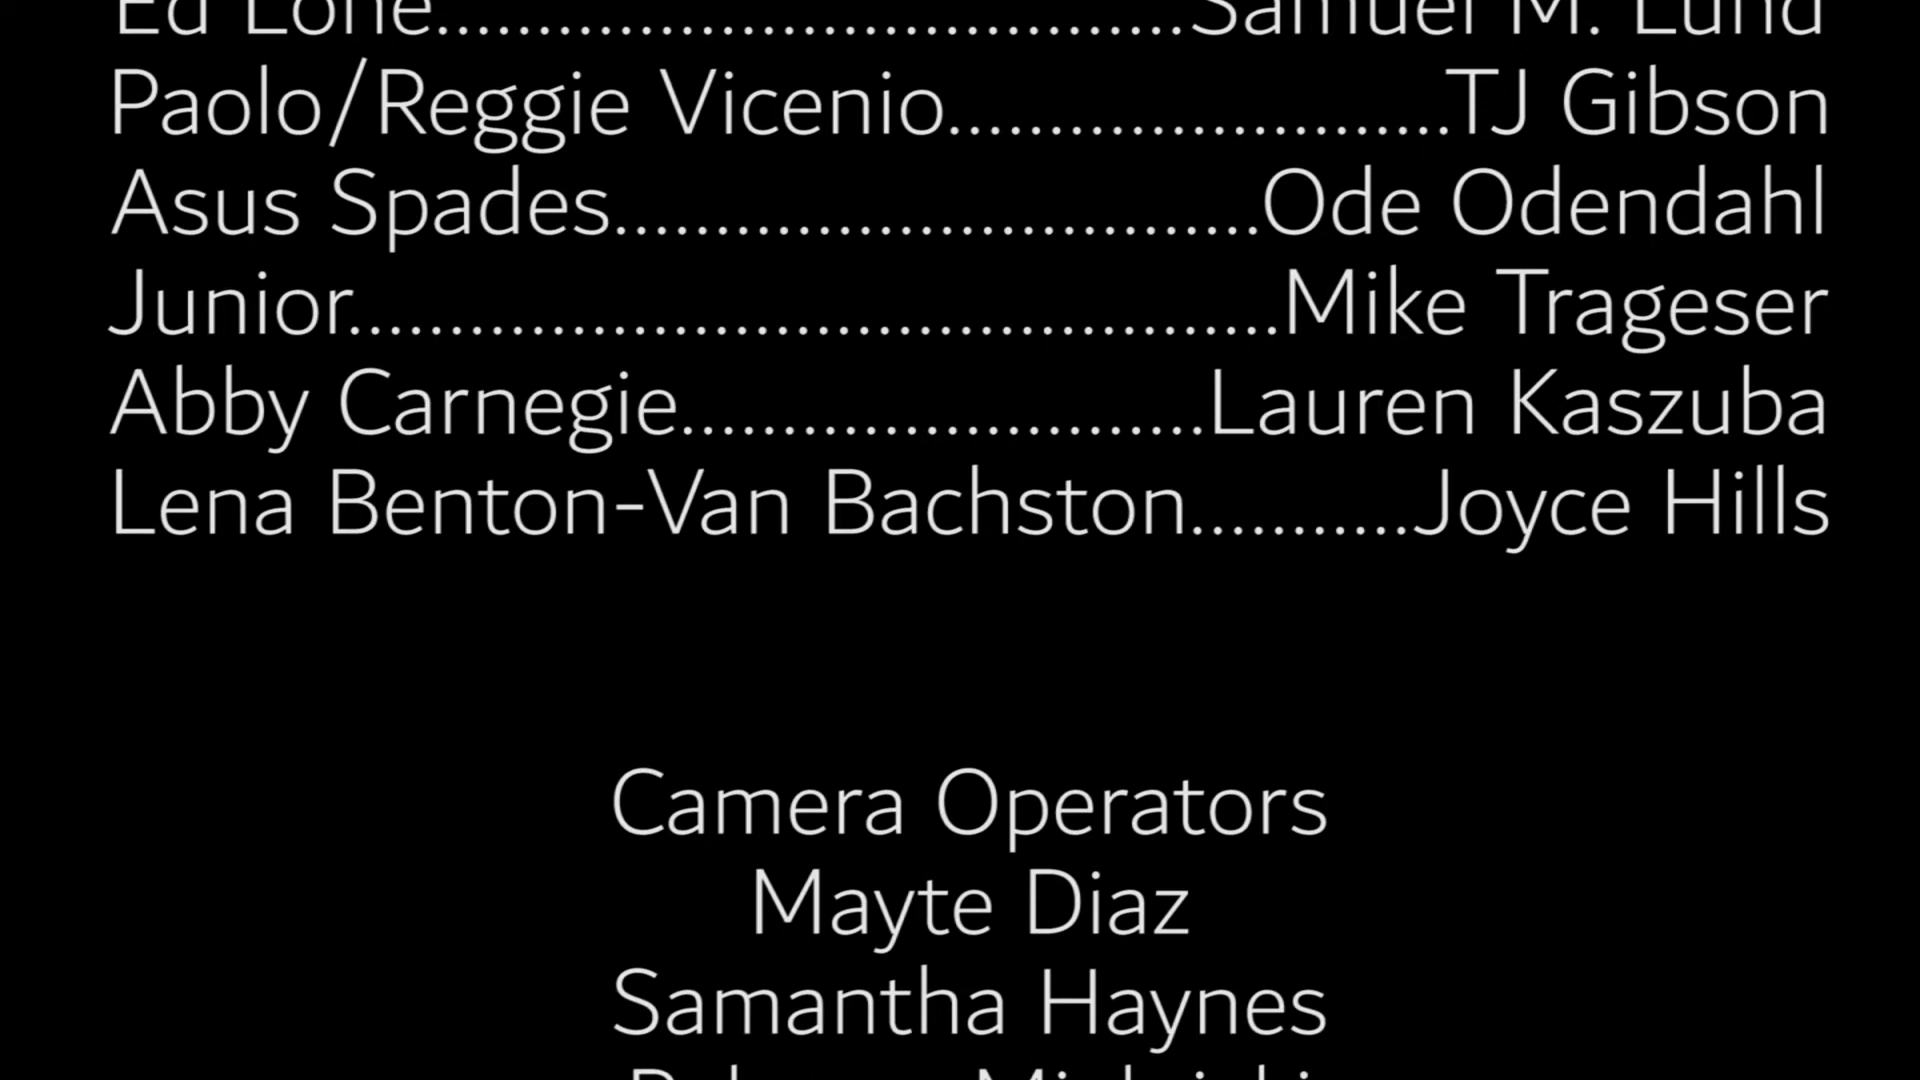 Ed Lone.....................................Samuel M. Lund
Paolo/Reggie Vicenio.........................TJ Gibson
Asus Spades................................Ode Odendahl
Junior..............................................Mike Trageser
Abby Carnegie..........................Lauren Kaszuba
Lena Benton-Van Bachston...........Joyce Hills
Camera Operators
Mayte Diaz
Samantha Haynes